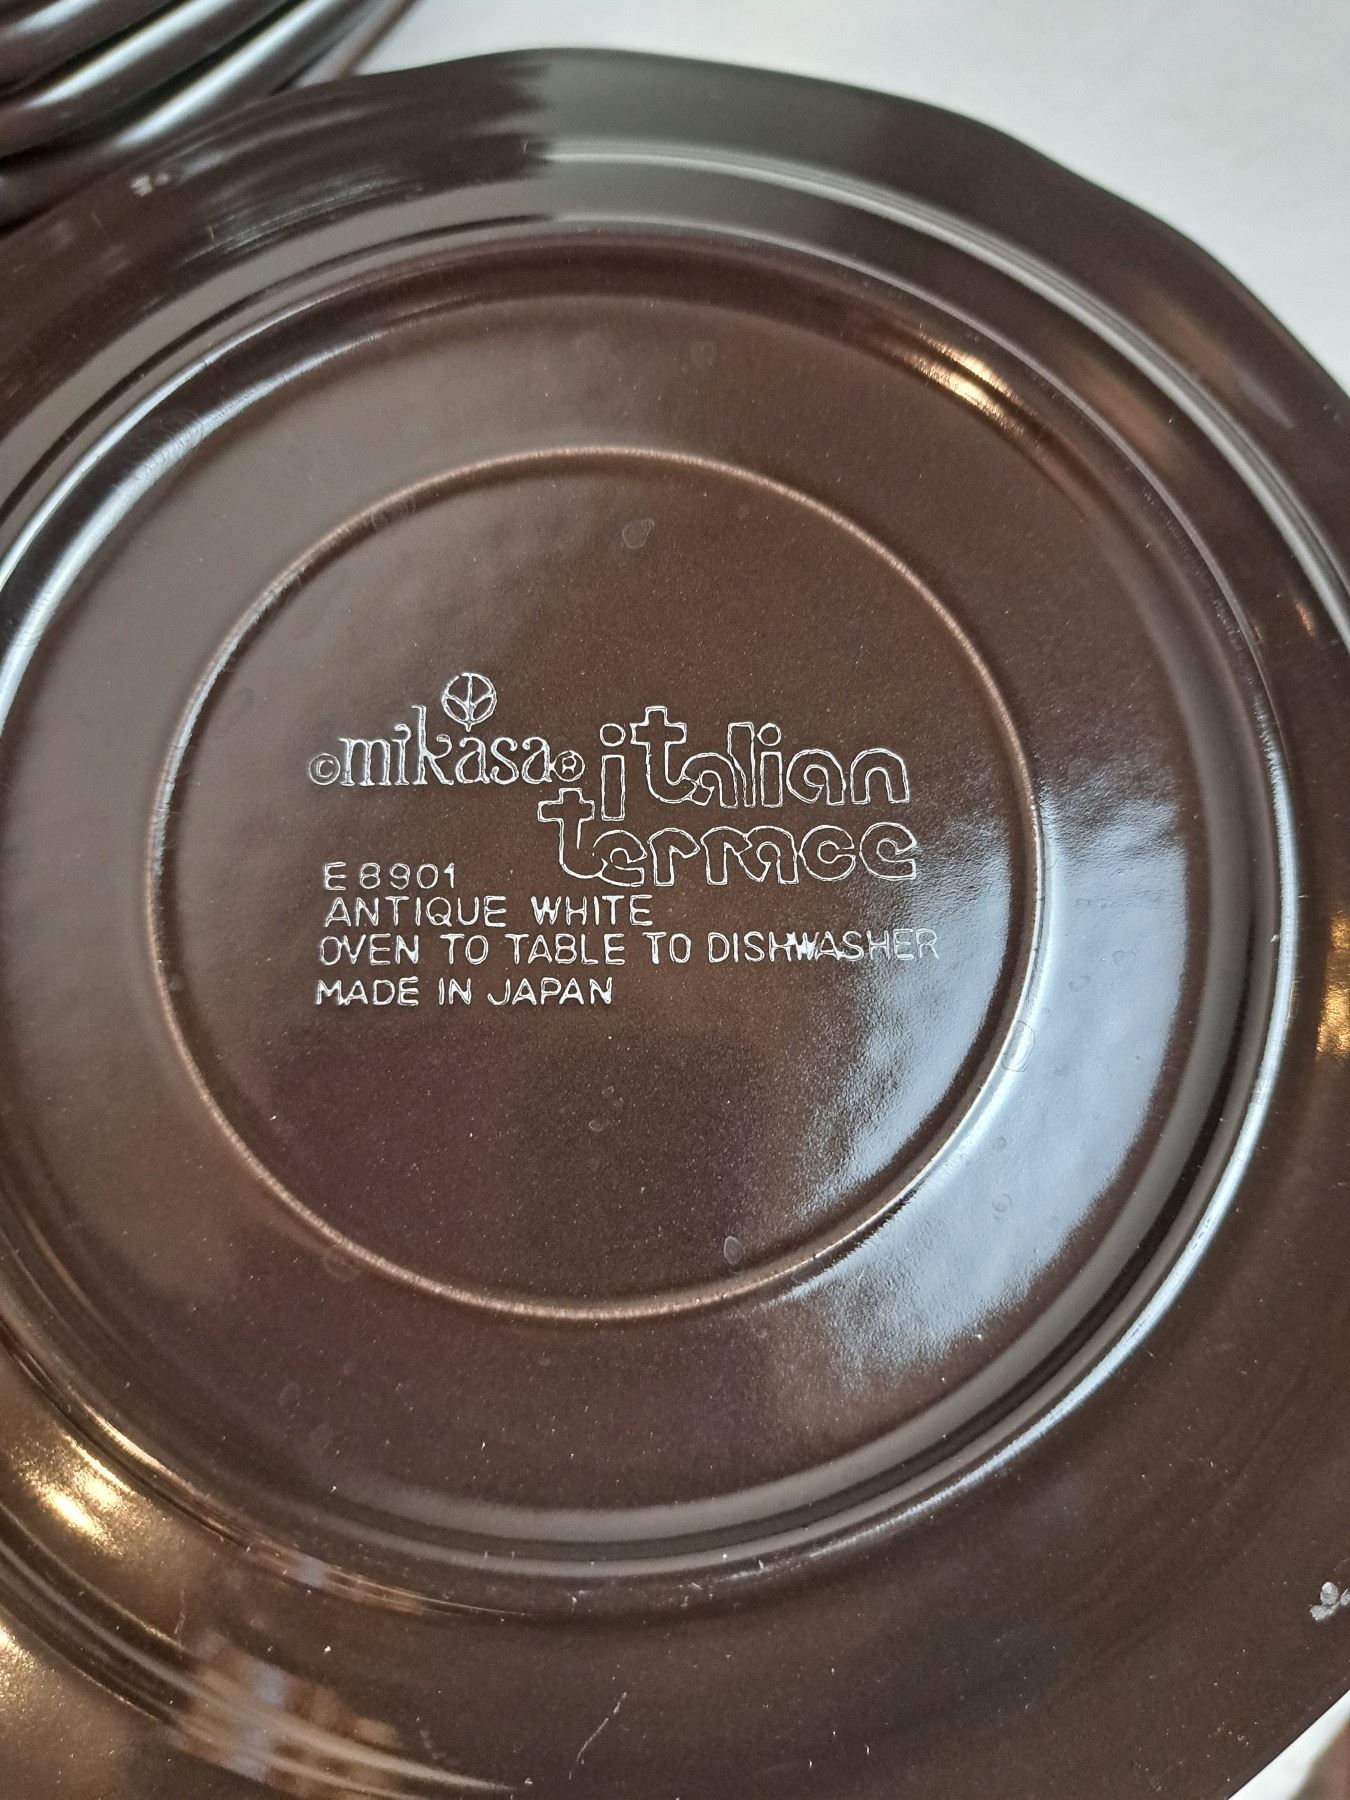 ©mikasa® italian
terrace
E 8901
ANTIQUE WHITE
OVEN TO TABLE TO DISHWASHER
MADE IN JAPAN